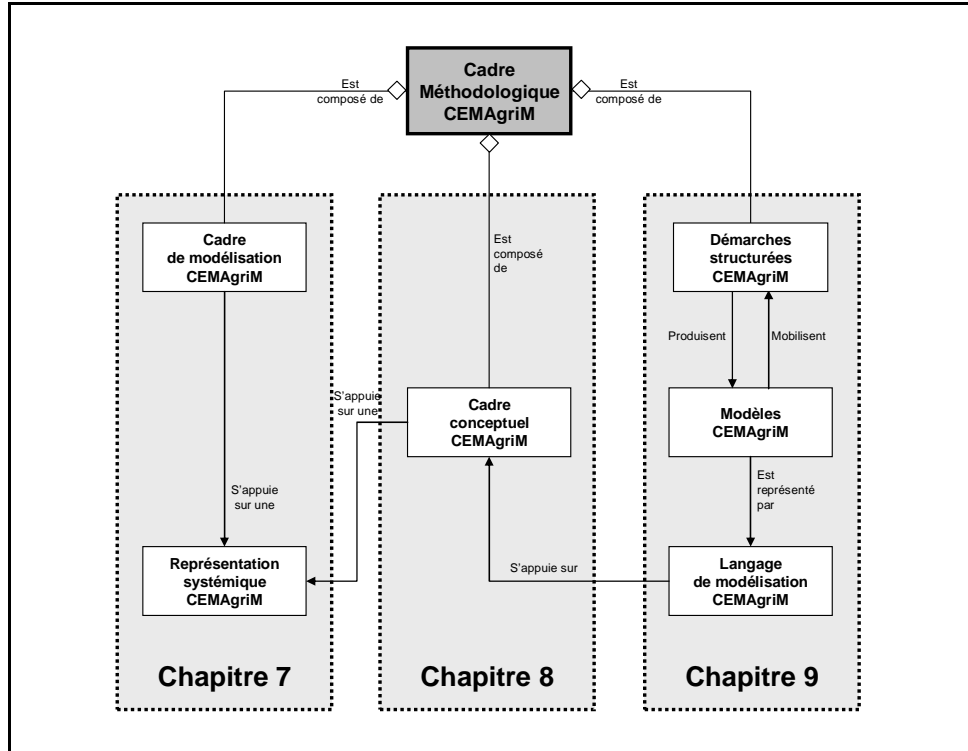 Cadre
Méthodologique
CEMAgriM
Est
composé de
Est
composé de
Cadre
de modélisation
CEMAgriM
Est
composé
de
Démarches
structurées
CEMAgriM
Produisent
Mobilisent
S'appuie
sur une
Cadre
conceptuel
CEMAgriM
Modèles
CEMAgriM
S'appuie
sur une
Est
représenté
par
Représentation
systémique
CEMAgriM
S'appuie sur
Langage
de modélisation
CEMAgriM
Chapitre 7
Chapitre 8
Chapitre 9